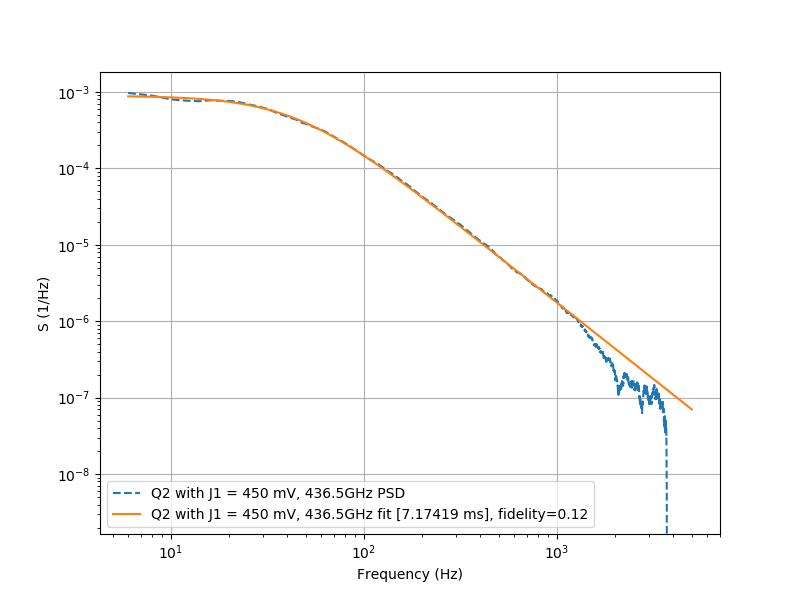 10⁻³
10⁻⁴
10⁻⁵
10⁻⁶
10⁻⁷
10⁻⁸
S (1/Hz)
Q2 with J1 = 450 mV, 436.5GHz PSD
Q2 with J1 = 450 mV, 436.5GHz fit [7.17419 ms], fidelity=0.12
10¹ 10² 10³
Frequency (Hz)